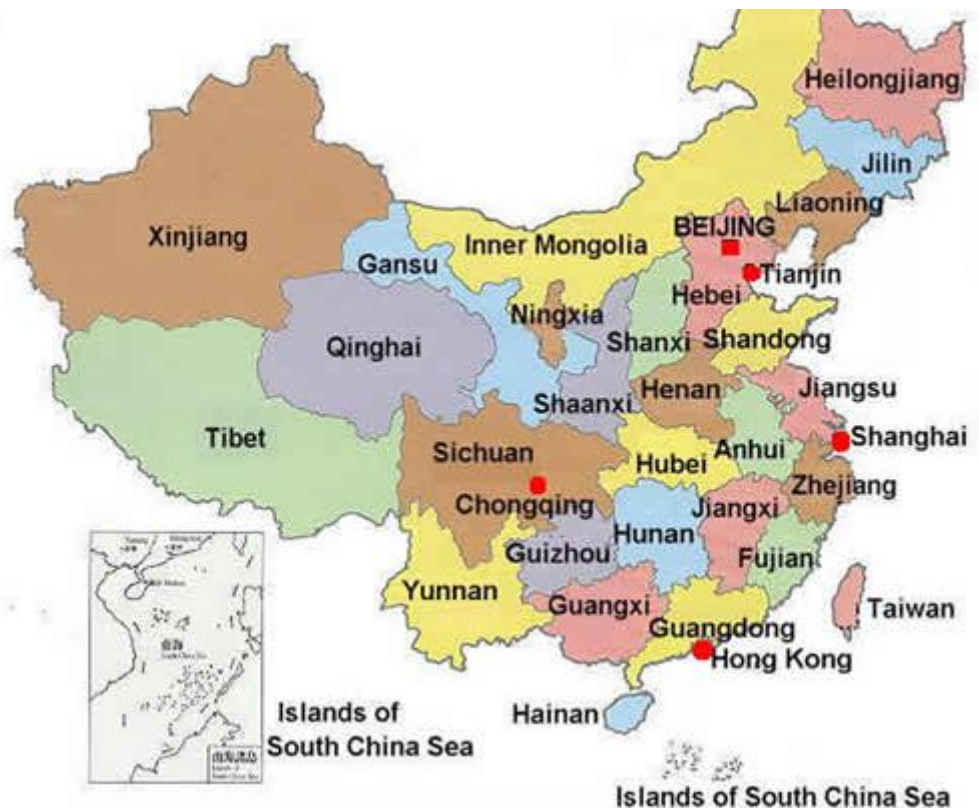 Heilongjiang
Jilin
Liaoning
BEIJING
Xinjiang
Inner Mongolia
Gansu
Tianjin
Hebei
Ningxia
Qinghai
Shanxi
Shandong
Henan
Jiangsu
Shaanxi
Tibet
Sichuan
Anhui
Shanghai
Hubei
Zhejiang
Chongqing
Jiangxi
Hunan
Guizhou
Fujian
Yunnan
Guangxi
Taiwan
Guangdong
Hong Kong
Hainan
Islands of
South China Sea
Islands of South China Sea